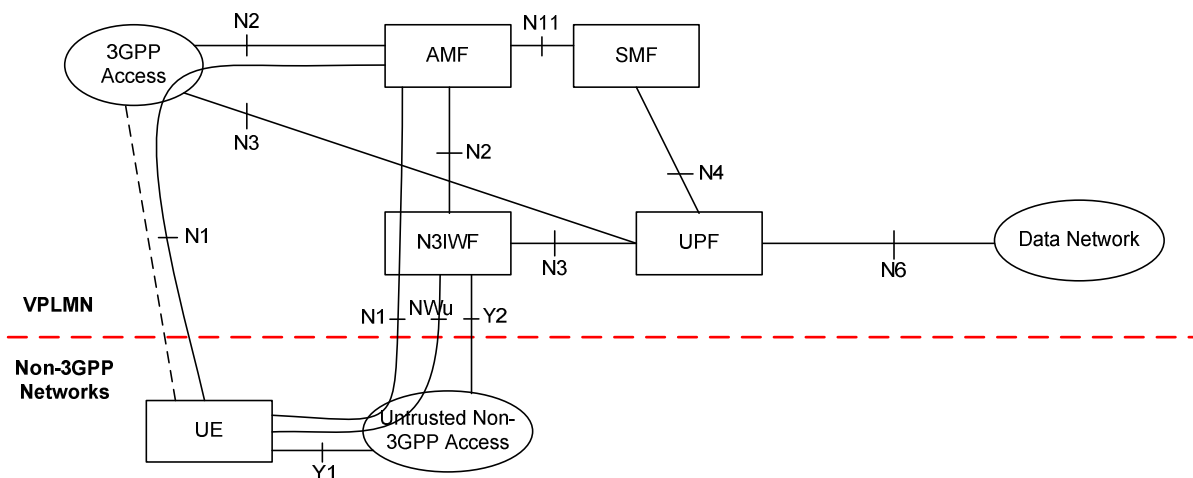 N2
N11
3GPP
Access
AMF
SMF
N3
N2
N4
N1
N3IWF
UPF
Data Network
N3
N6
VPLMN
N1
NWu
Y2
Non-3GPP
Networks
UE
Untrusted Non-
3GPP Access
Y1